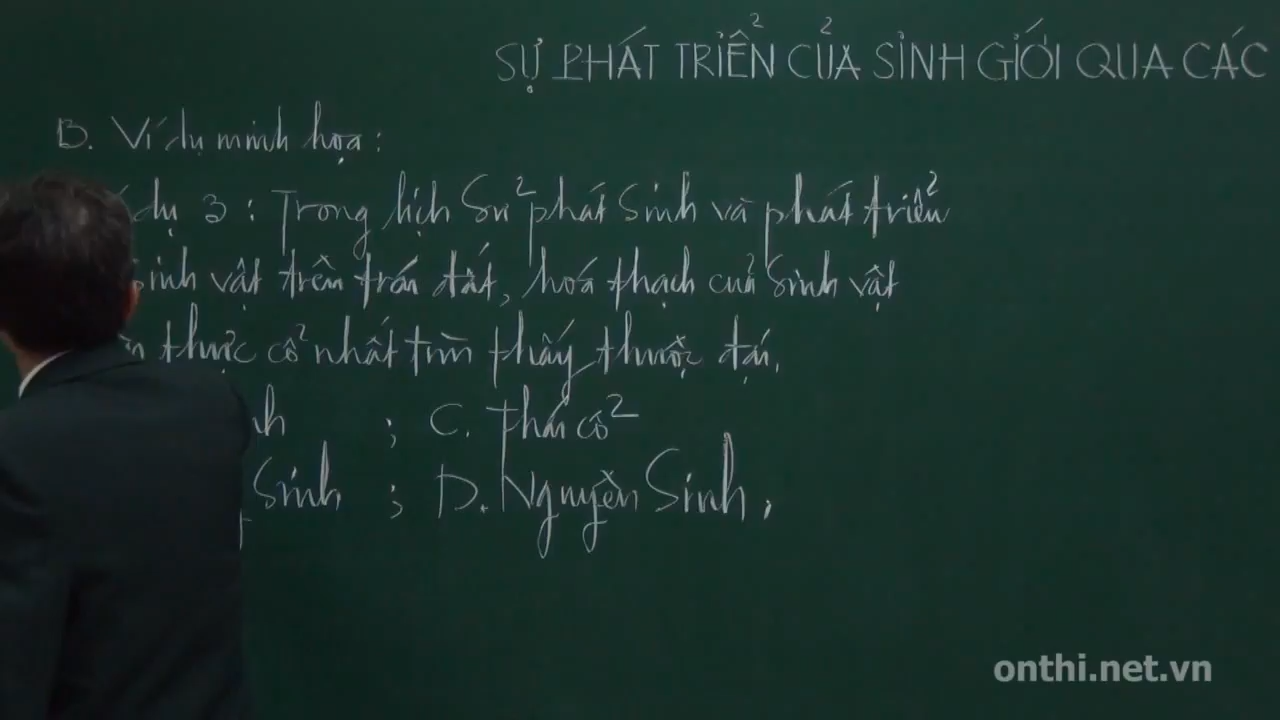 SỰ PHÁT TRIỂN CỦA SINH GIỚI QUA CÁC
B. Ví dụ minh họa:
dụ 3: Trong lịch sử phát sinh và phát triển
sinh vật trên trái đất, hoá thạch của sinh vật
thực cổ nhất tìm thấy thuộc đại.
nh ; C. Thái cổ
Sinh ; D. Nguyên Sinh.
onthi.net.vn